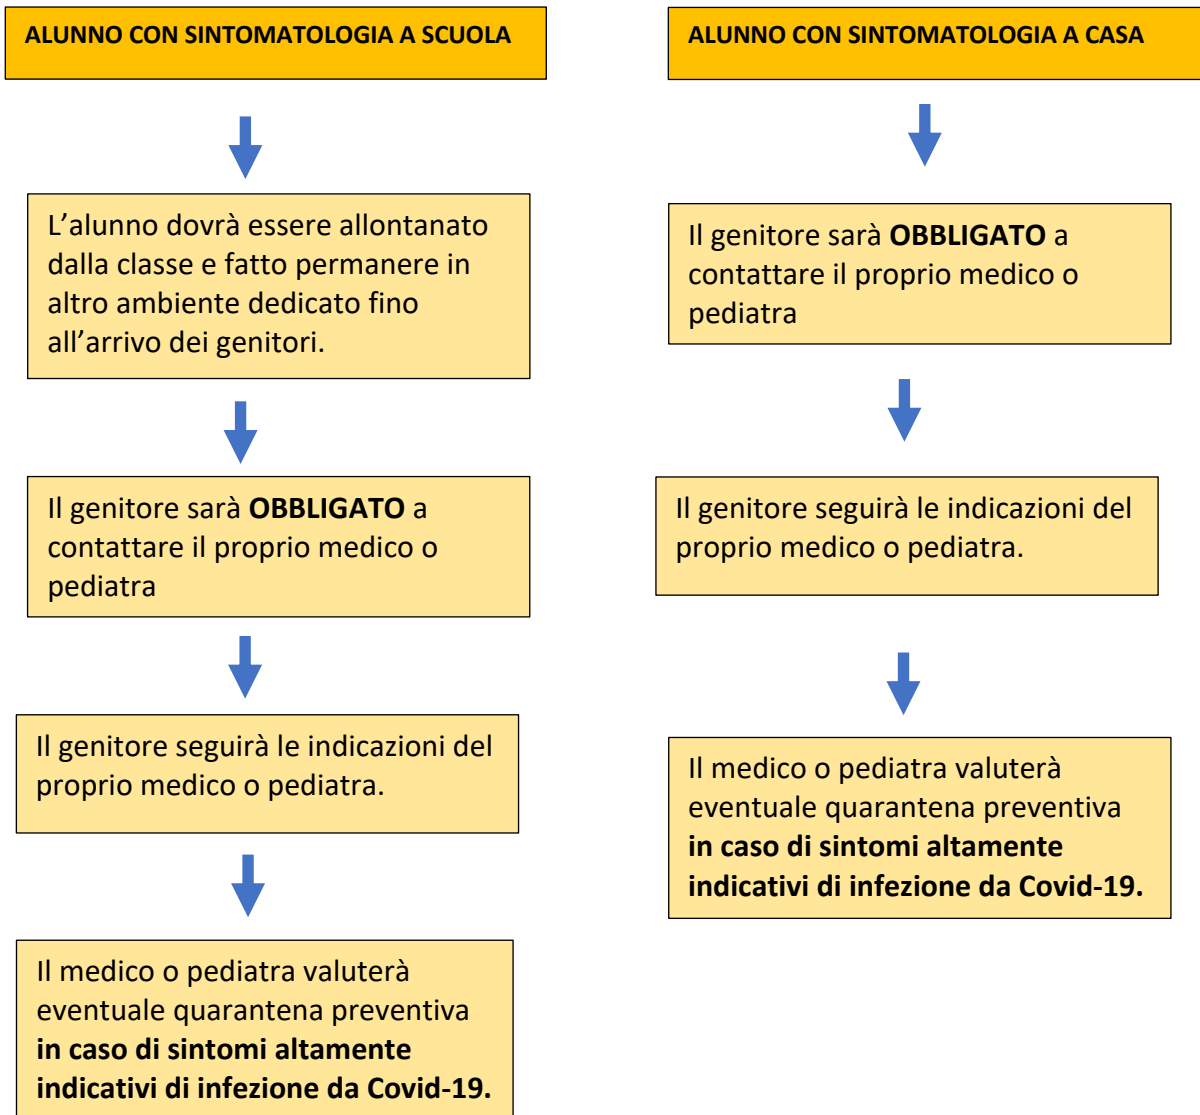 ALUNNO CON SINTOMATOLOGIA A SCUOLA
L’alunno dovrà essere allontanato
dalla classe e fatto permanere in
altro ambiente dedicato fino
all’arrivo dei genitori.
Il genitore sarà OBBLIGATO a
contattare il proprio medico o
pediatra
Il genitore seguirà le indicazioni del
proprio medico o pediatra.
Il medico o pediatra valuterà
eventuale quarantena preventiva
in caso di sintomi altamente
indicativi di infezione da Covid-19.
ALUNNO CON SINTOMATOLOGIA A CASA
Il genitore sarà OBBLIGATO a
contattare il proprio medico o
pediatra
Il genitore seguirà le indicazioni del
proprio medico o pediatra.
Il medico o pediatra valuterà
eventuale quarantena preventiva
in caso di sintomi altamente
indicativi di infezione da Covid-19.